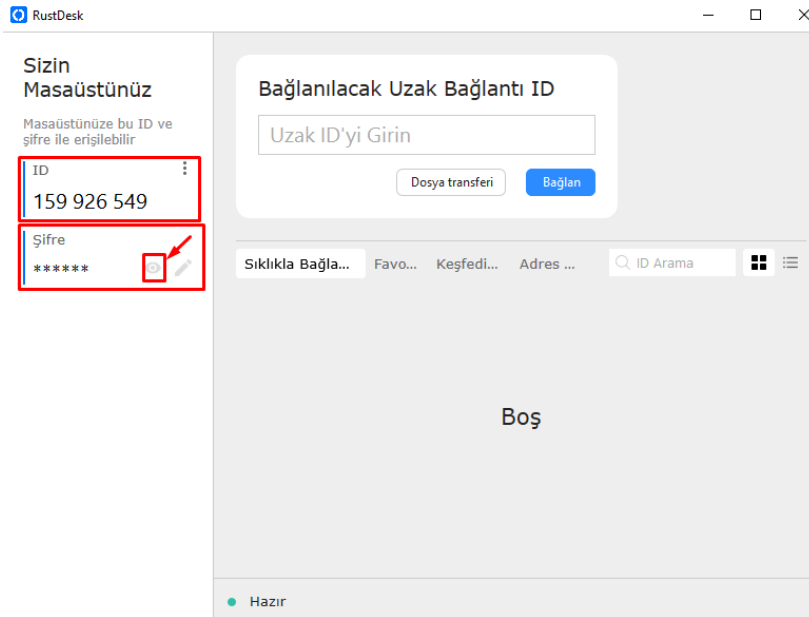 RustDesk
Sizin
Masaüstünüz
Masaüstünüze bu ID ve
şifre ile erişilebilir
ID
159 926 549
Şifre
******
Bağlanılacak Uzak Bağlantı ID
Uzak ID'yi Girin
Dosya transferi
Bağlan
Sıklıkla Bağla...
Favo...
Keşfedi...
Adres ...
ID Arama
Boş
Hazır